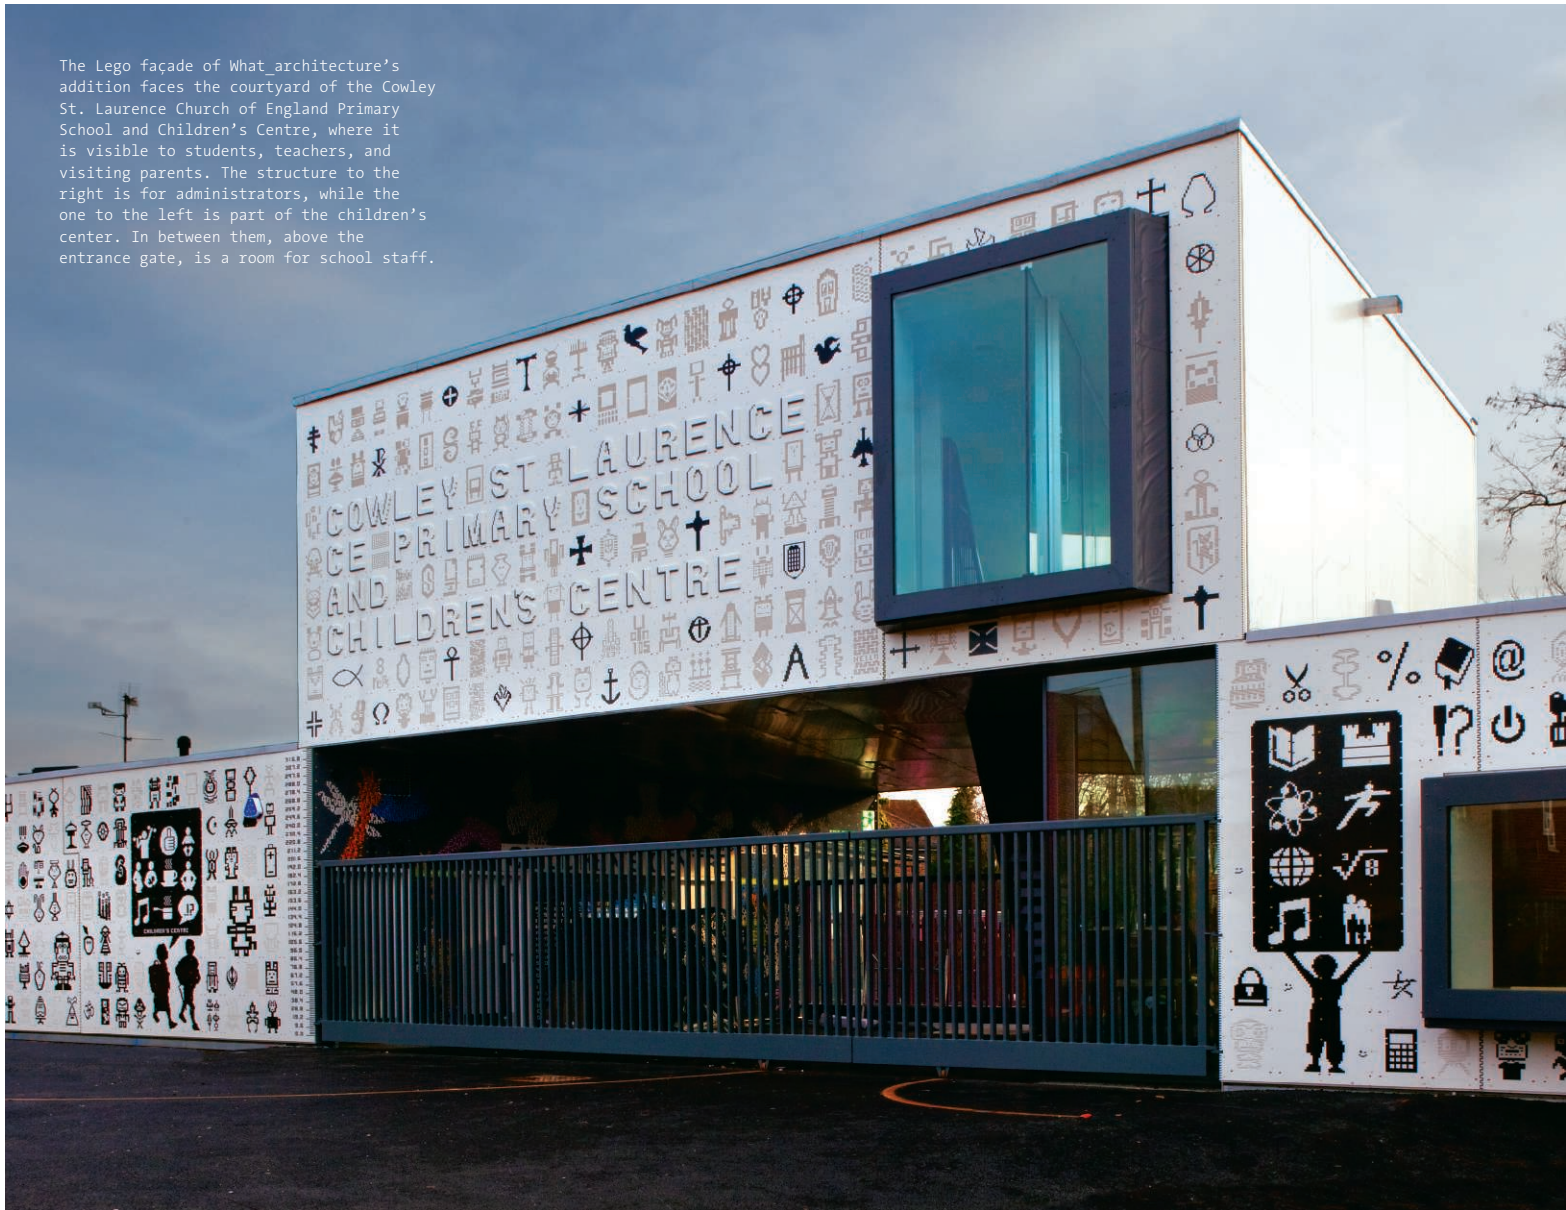 The Lego façade of What_architecture’s
addition faces the courtyard of the Cowley
St. Laurence Church of England Primary
School and Children’s Centre, where it
is visible to students, teachers, and
visiting parents. The structure to the
right is for administrators, while the
one to the left is part of the children’s
center. In between them, above the
entrance gate, is a room for school staff.
COWLEY ST LAURENCE
CE PRIMARY SCHOOL
AND
CHILDREN'S CENTRE
% @
!?
√8
CHILDREN'S CENTRE